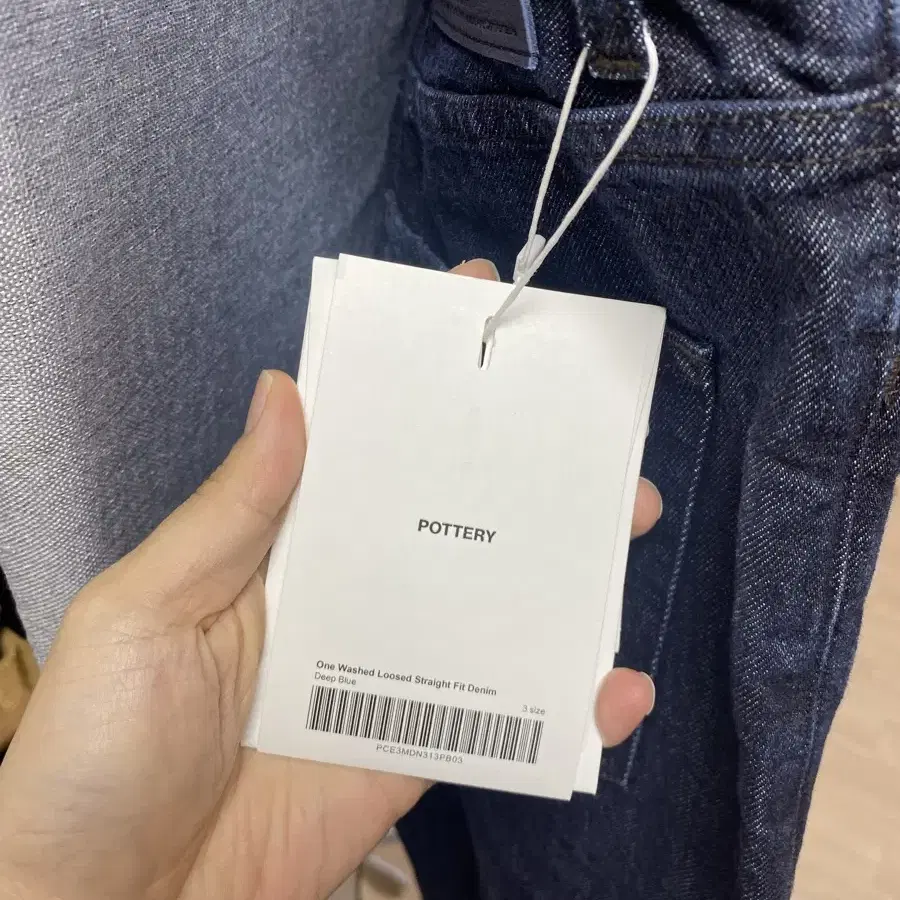 POTTERY
One Washed Loosed Straight Fit Denim
Deep Blue
3 size
PCE3MDN313PB03